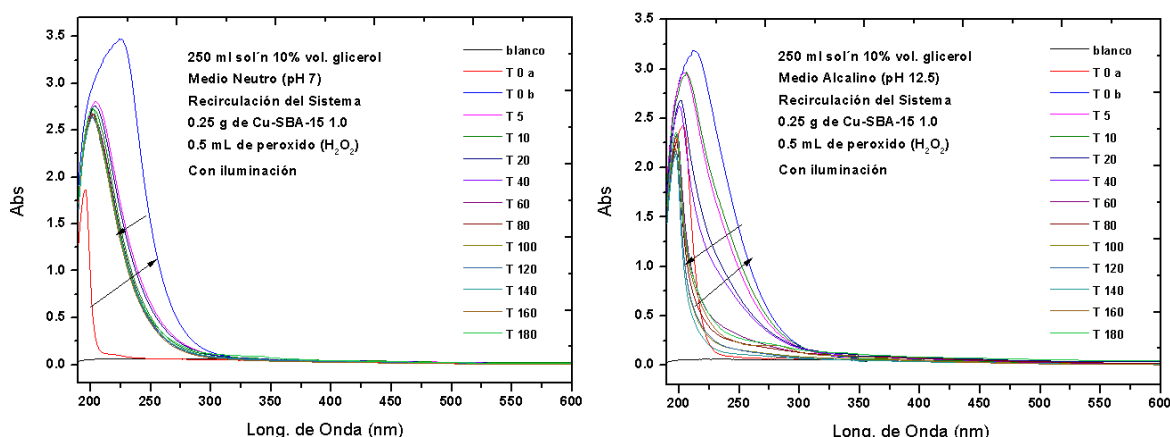 250 ml sol´n 10% vol. glicerol
Medio Neutro (pH 7)
Recirculación del Sistema
0.25 g de Cu-SBA-15 1.0
0.5 mL de peroxido (H₂O₂)
Con iluminación
blanco
T 0 a
T 0 b
T 5
T 10
T 20
T 40
T 60
T 80
T 100
T 120
T 140
T 160
T 180
Abs
3.5
3.0
2.5
2.0
1.5
1.0
0.5
0.0
200 250 300 350 400 450 500 550 600
Long. de Onda (nm)
250 ml sol´n 10% vol. glicerol
Medio Alcalino (pH 12.5)
Recirculación del Sistema
0.25 g de Cu-SBA-15 1.0
0.5 mL de peroxido (H₂O₂)
Con iluminación
blanco
T 0 a
T 0 b
T 5
T 10
T 20
T 40
T 60
T 80
T 100
T 120
T 140
T 160
T 180
Abs
3.5
3.0
2.5
2.0
1.5
1.0
0.5
0.0
200 250 300 350 400 450 500 550 600
Long. de Onda (nm)